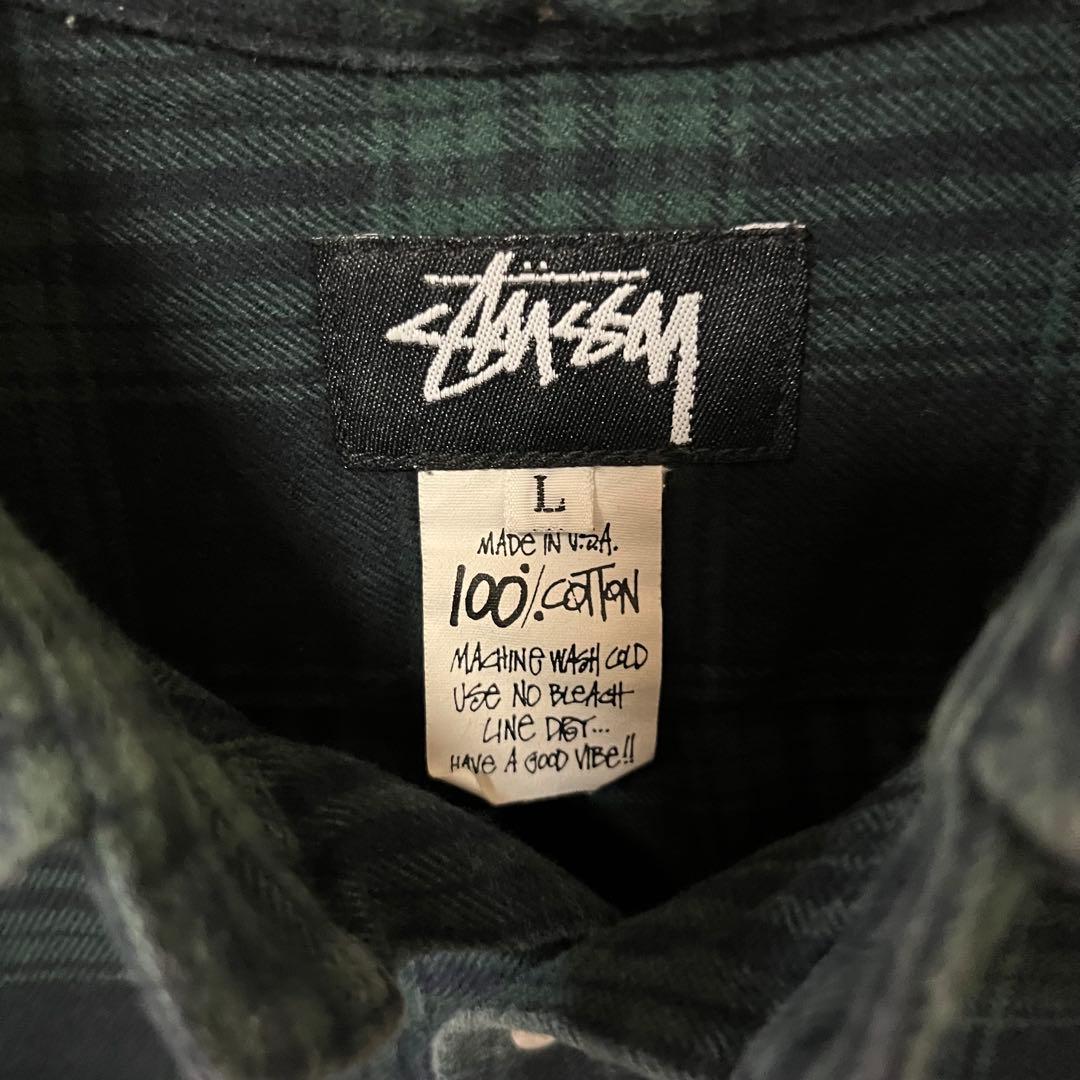 Stüssy
L
MADE IN U.S.A.
100% COTTON
MACHINE WASH COLD
USE NO BLEACH
LINE DRY...
HAVE A GOOD VIBE!!